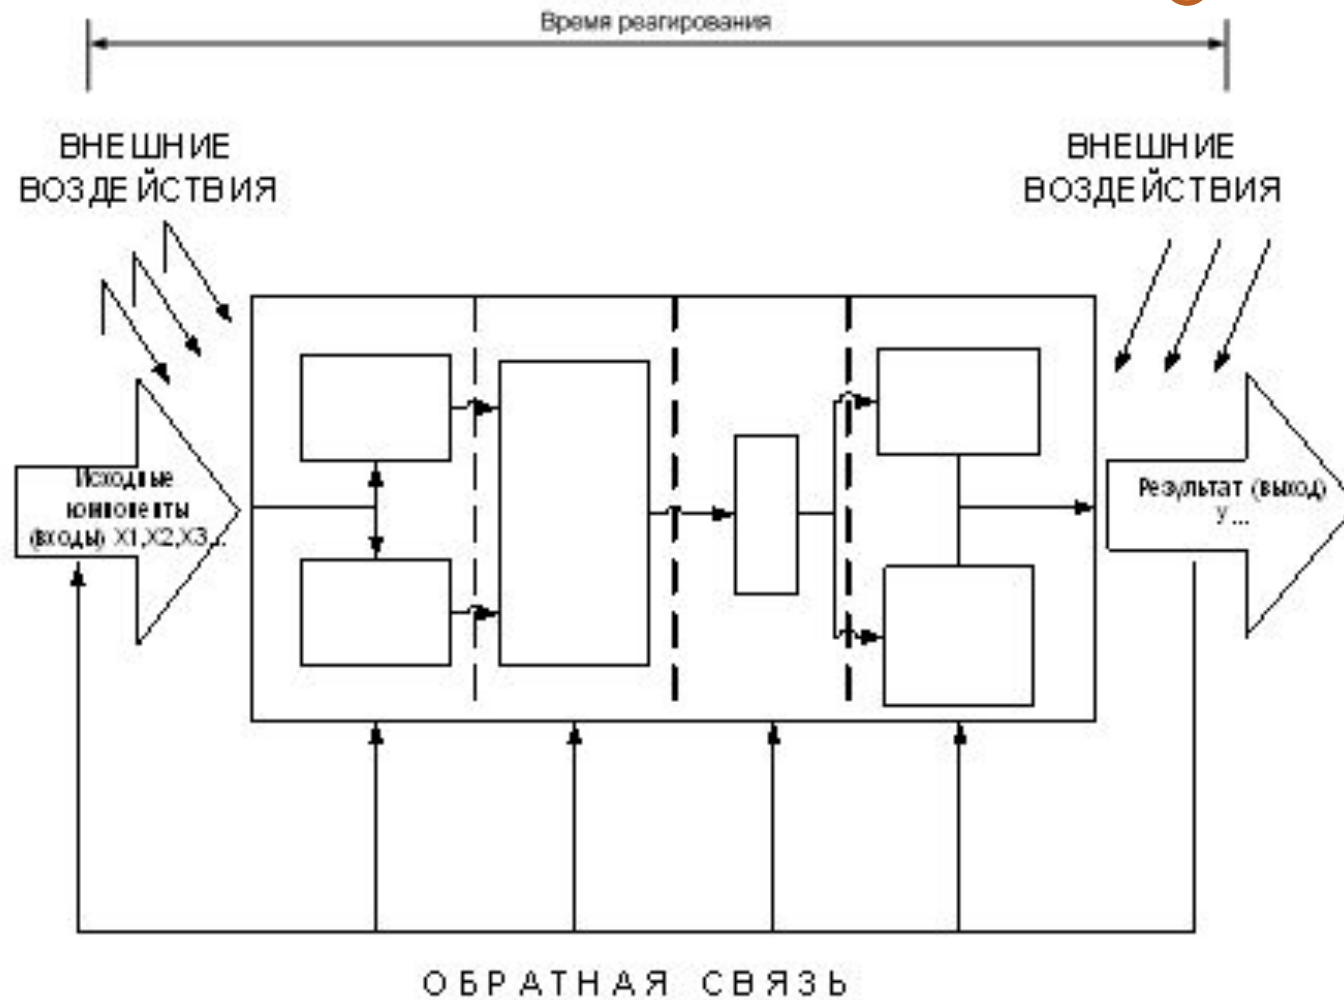 Время реагирования
ВНЕШНИЕ
ВОЗДЕЙСТВИЯ
ВНЕШНИЕ
ВОЗДЕЙСТВИЯ
Исходные
компоненты
(входы) X1,X2,X3...
Результат (выход)
У...
ОБРАТНАЯ СВЯЗЬ